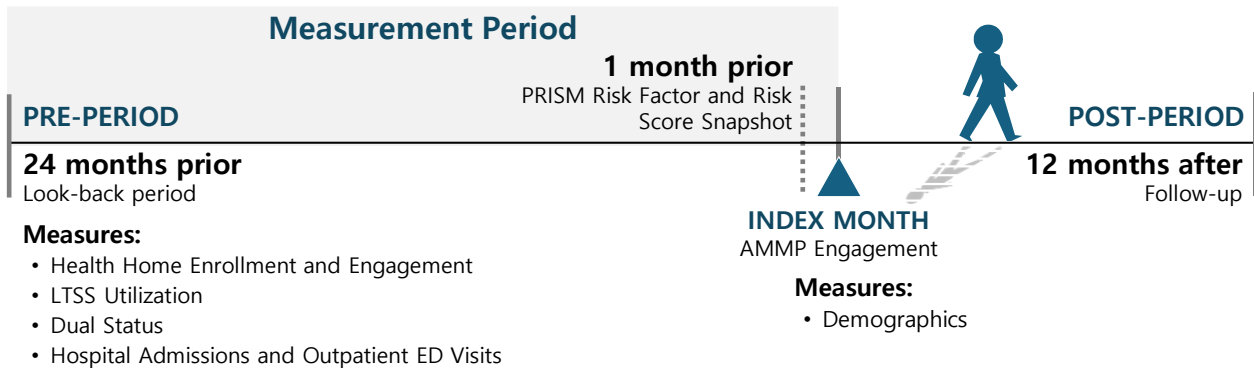 Measurement Period
1 month prior
PRISM Risk Factor and Risk
Score Snapshot
PRE-PERIOD
POST-PERIOD
24 months prior
Look-back period
12 months after
Follow-up
INDEX MONTH
AMMP Engagement
Measures:
• Health Home Enrollment and Engagement
• LTSS Utilization
• Dual Status
• Hospital Admissions and Outpatient ED Visits
Measures:
• Demographics